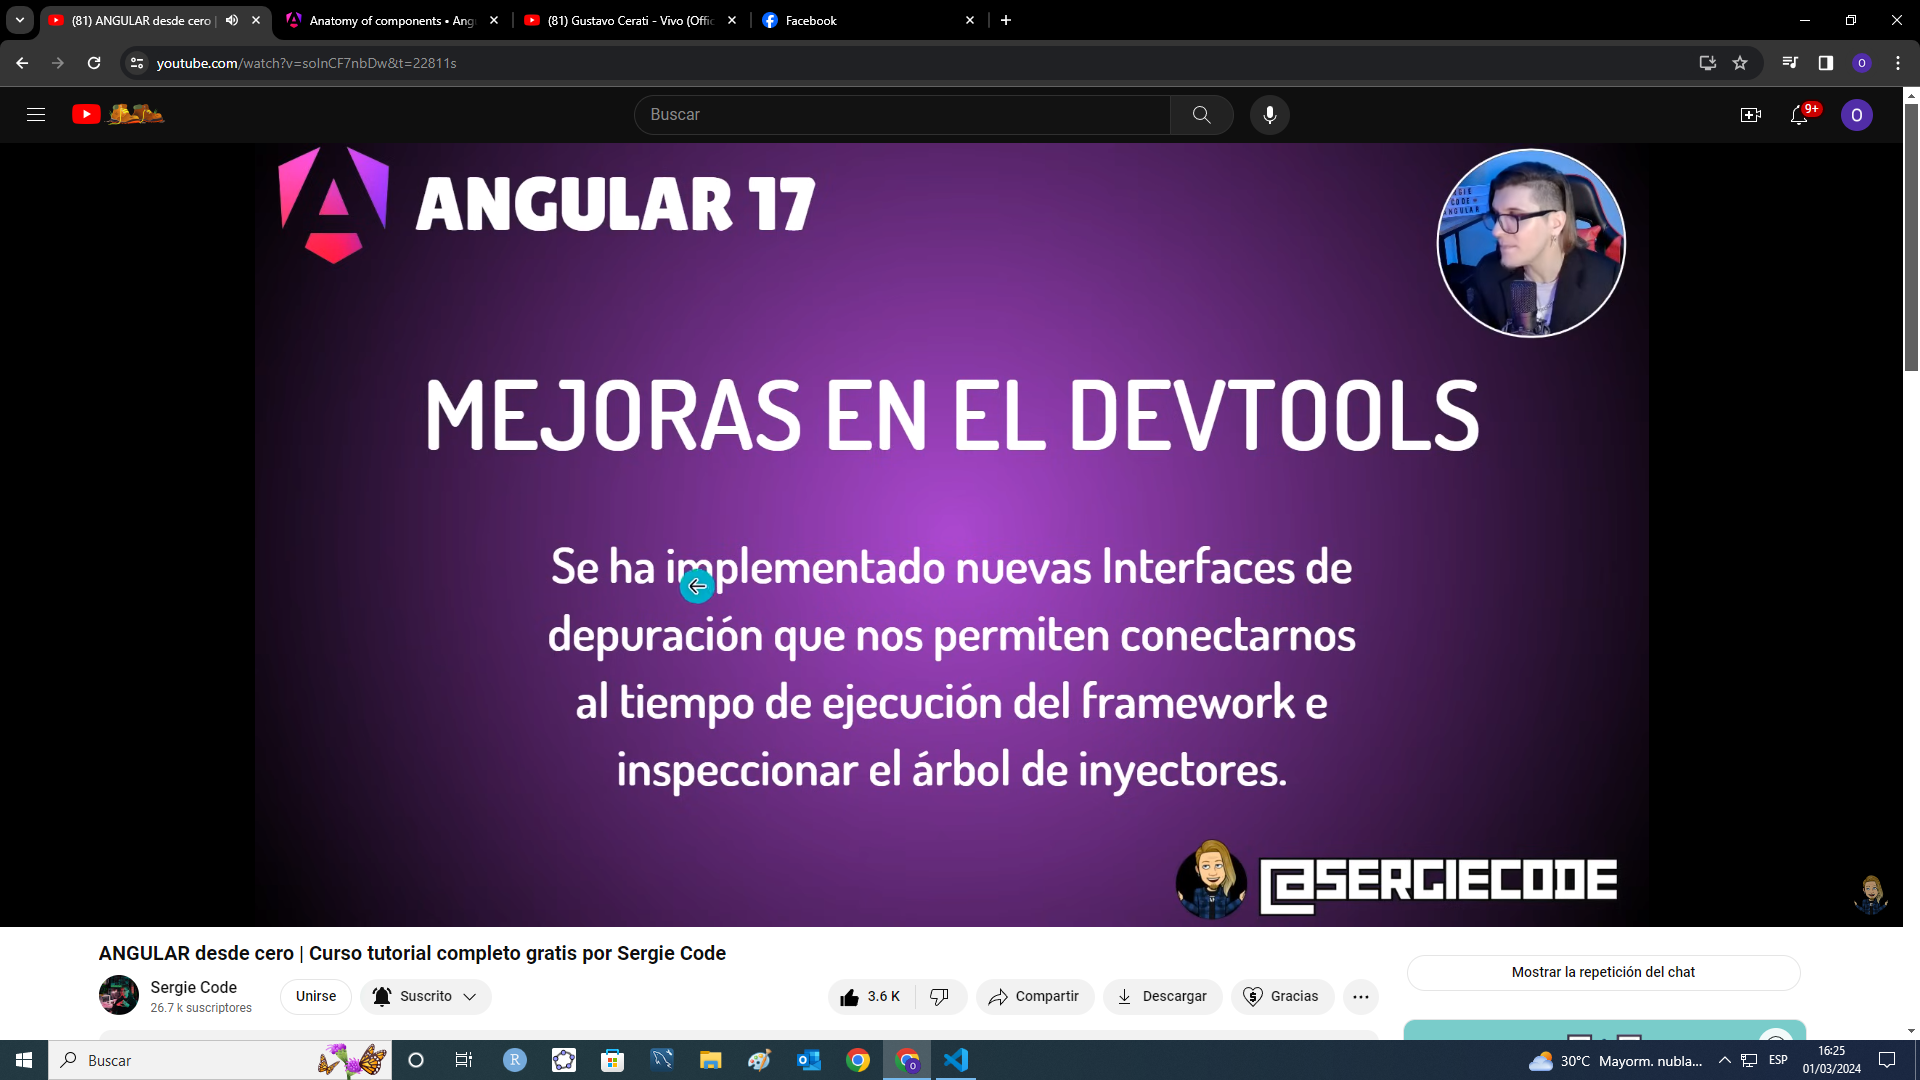 (81) ANGULAR desde cero |
Anatomy of components • Ang
(81) Gustavo Cerati - Vivo (Ofic
Facebook
youtube.com/watch?v=solnCF7nbDw&t=22811s
O
Buscar
9+
O
ANGULAR 17
MEJORAS EN EL DEVTOOLS
Se ha implementado nuevas Interfaces de
depuración que nos permiten conectarnos
al tiempo de ejecución del framework e
inspeccionar el árbol de inyectores.
@SERGIECODE
ANGULAR desde cero | Curso tutorial completo gratis por Sergie Code
Sergie Code
26.7 k suscriptores
Unirse
Suscrito
3.6 K
Compartir
Descargar
Gracias
Mostrar la repetición del chat
Buscar
30°C Mayorm. nubla...
ESP
16:25
01/03/2024